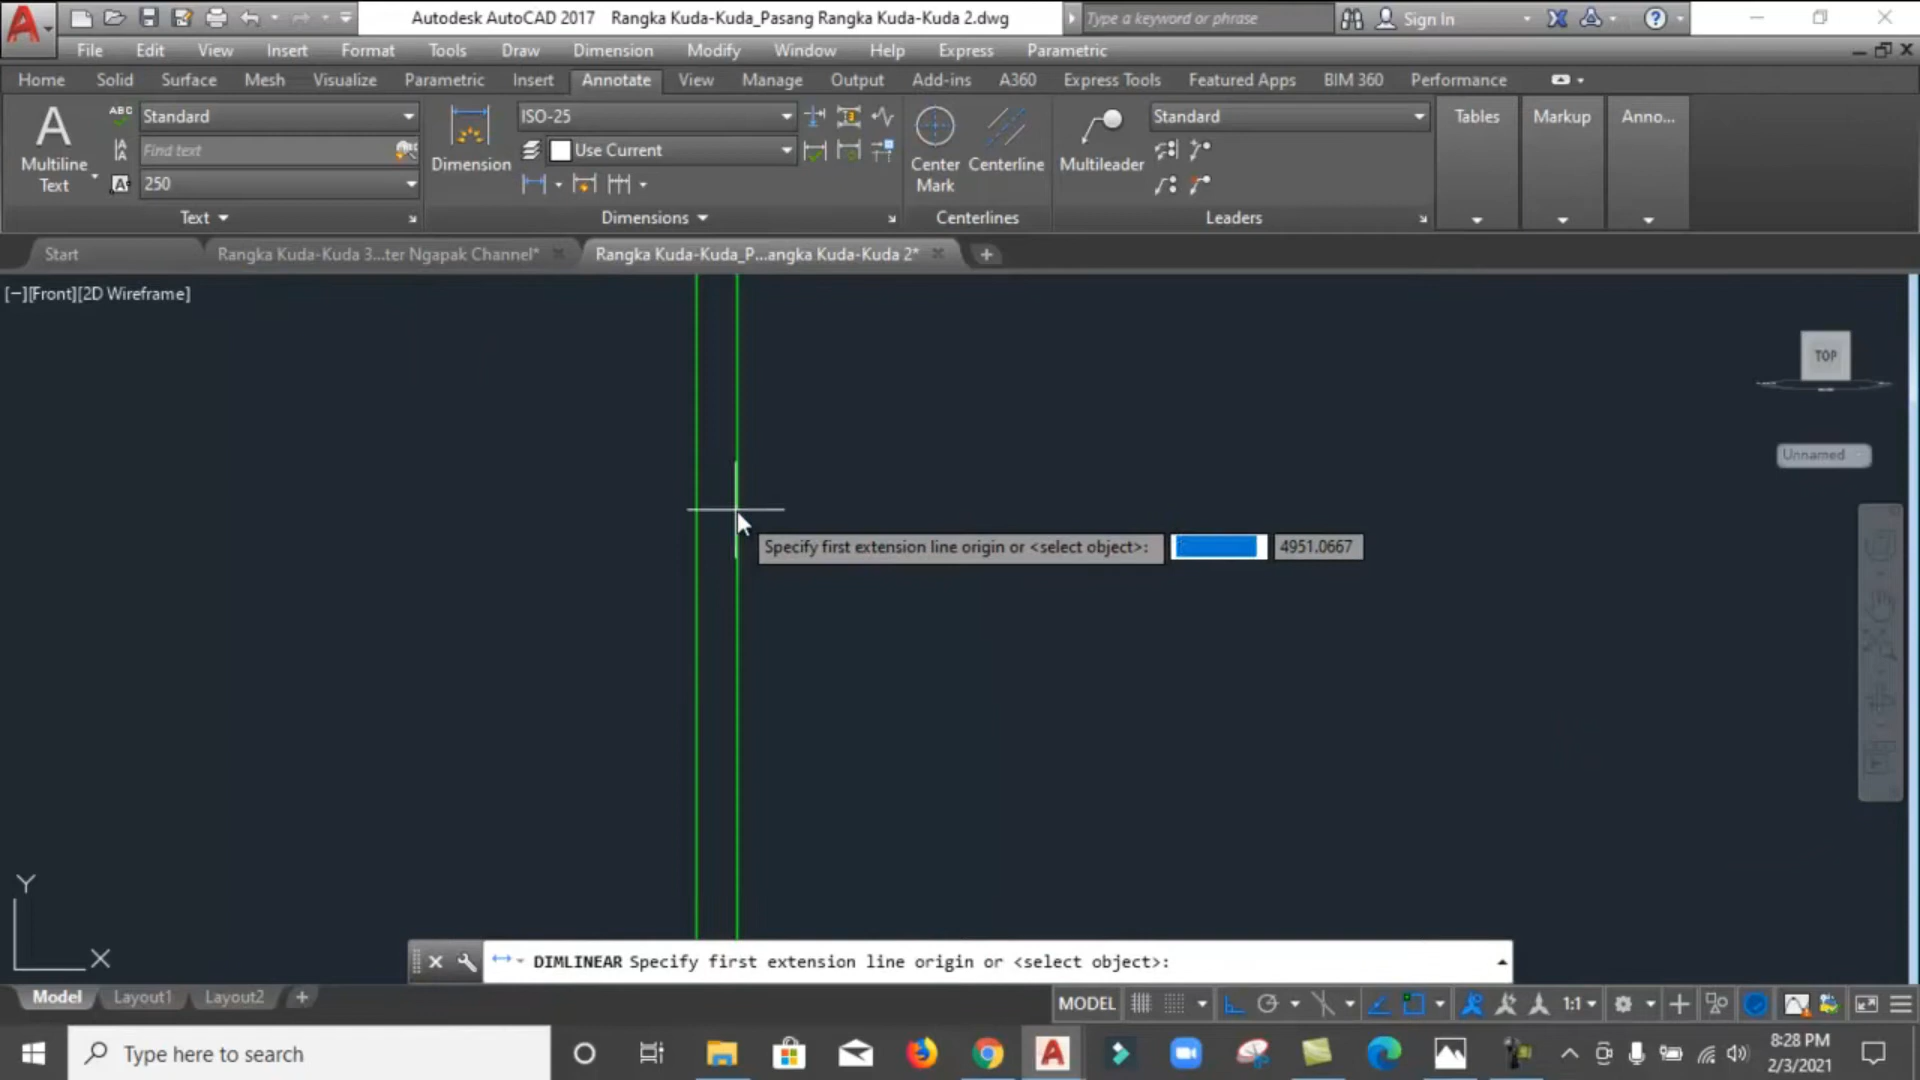 Autodesk AutoCAD 2017 Rangka Kuda-Kuda_Pasang Rangka Kuda-Kuda 2.dwg
Type a keyword or phrase
Sign In
File Edit View Insert Format Tools Draw Dimension Modify Window Help Express Parametric
Home Solid Surface Mesh Visualize Parametric Insert Annotate View Manage Output Add-ins A360 Express Tools Featured Apps BIM 360 Performance
Multiline Text
ABC
Standard
Find text
250
Text
Dimension
ISO-25
Use Current
Dimensions
Center Mark
Centerline
Centerlines
Multileader
Standard
Leaders
Tables
Markup
Anno...
Start
Rangka Kuda-Kuda 3...ter Ngapak Channel*
Rangka Kuda-Kuda_P...angka Kuda-Kuda 2*
[−][Front][2D Wireframe]
TOP
Unnamed
Specify first extension line origin or <select object>: 4951.0667
Y
X
DIMLINEAR Specify first extension line origin or <select object>:
Model Layout1 Layout2
MODEL
1:1
Type here to search
8:28 PM
2/3/2021